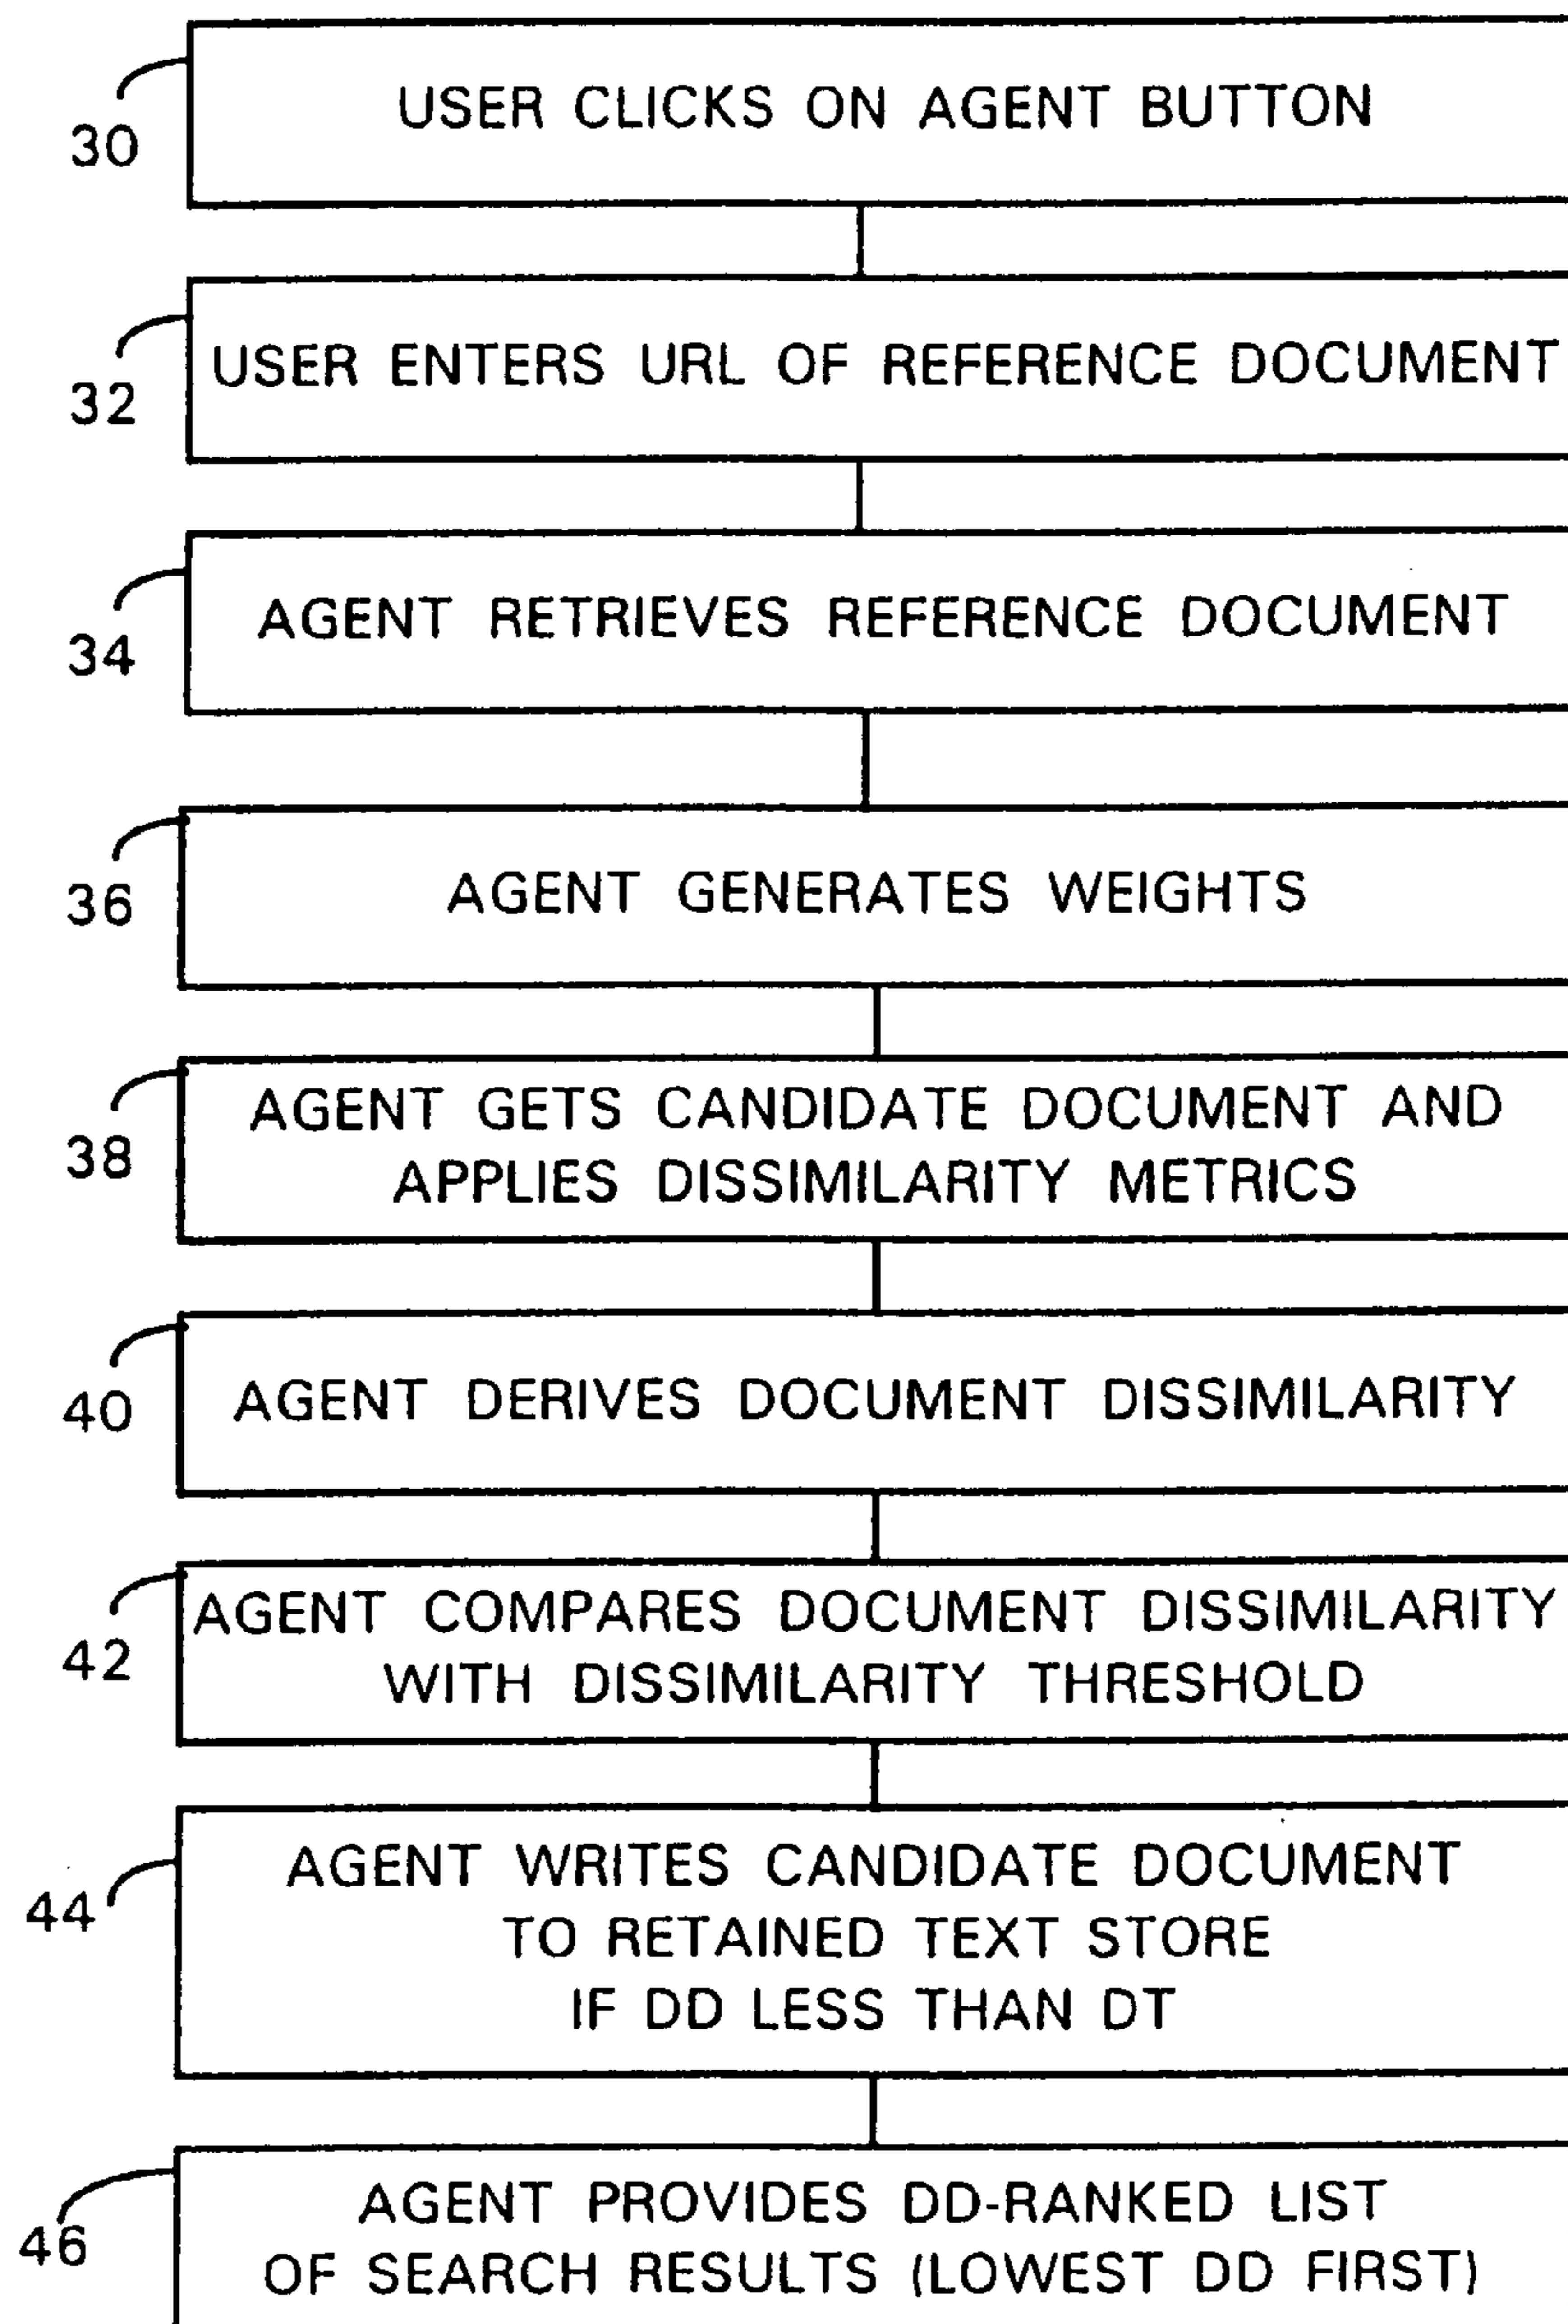 USER CLICKS ON AGENT BUTTON
30
USER ENTERS URL OF REFERENCE DOCUMENT
32
AGENT RETRIEVES REFERENCE DOCUMENT
34
AGENT GENERATES WEIGHTS
36
AGENT GETS CANDIDATE DOCUMENT AND
APPLIES DISSIMILARITY METRICS
38
AGENT DERIVES DOCUMENT DISSIMILARITY
40
AGENT COMPARES DOCUMENT DISSIMILARITY
WITH DISSIMILARITY THRESHOLD
42
AGENT WRITES CANDIDATE DOCUMENT
TO RETAINED TEXT STORE
IF DD LESS THAN DT
44
AGENT PROVIDES DD-RANKED LIST
OF SEARCH RESULTS (LOWEST DD FIRST)
46